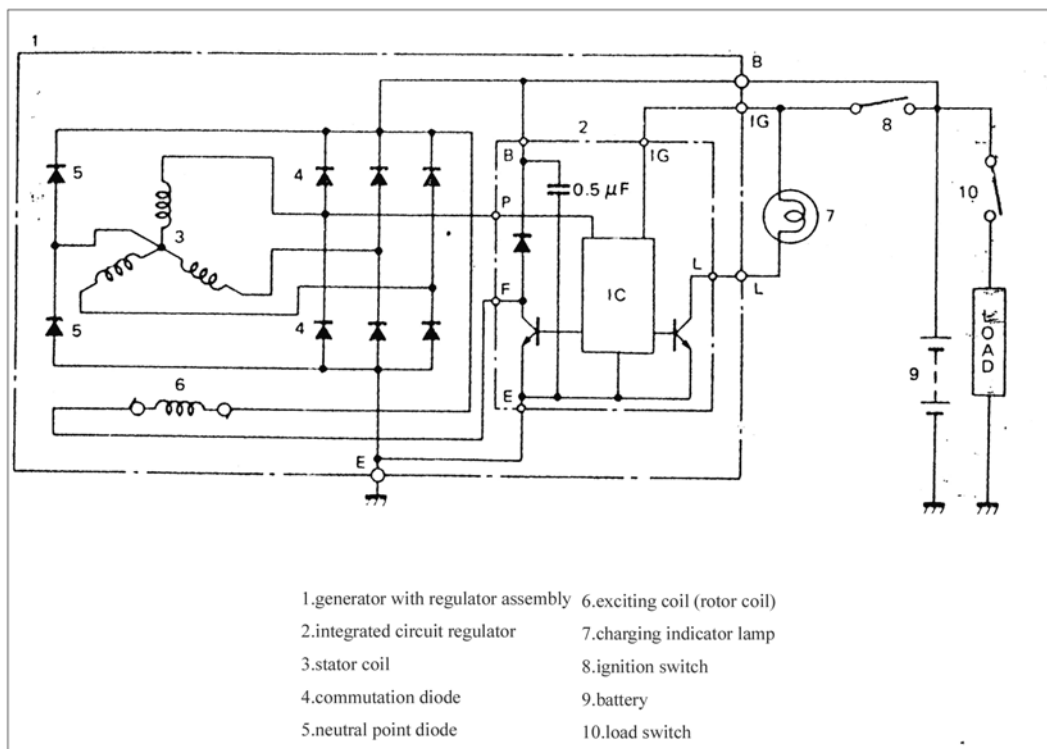 1
B
IG
8
2
B
IG
5
4
0.5 μF
10
P
7
3
L
IC
F
L
LOAD
5
4
9
6
E
E
1.generator with regulator assembly 6.exciting coil (rotor coil)
2.integrated circuit regulator 7.charging indicator lamp
3.stator coil 8.ignition switch
4.commutation diode 9.battery
5.neutral point diode 10.load switch